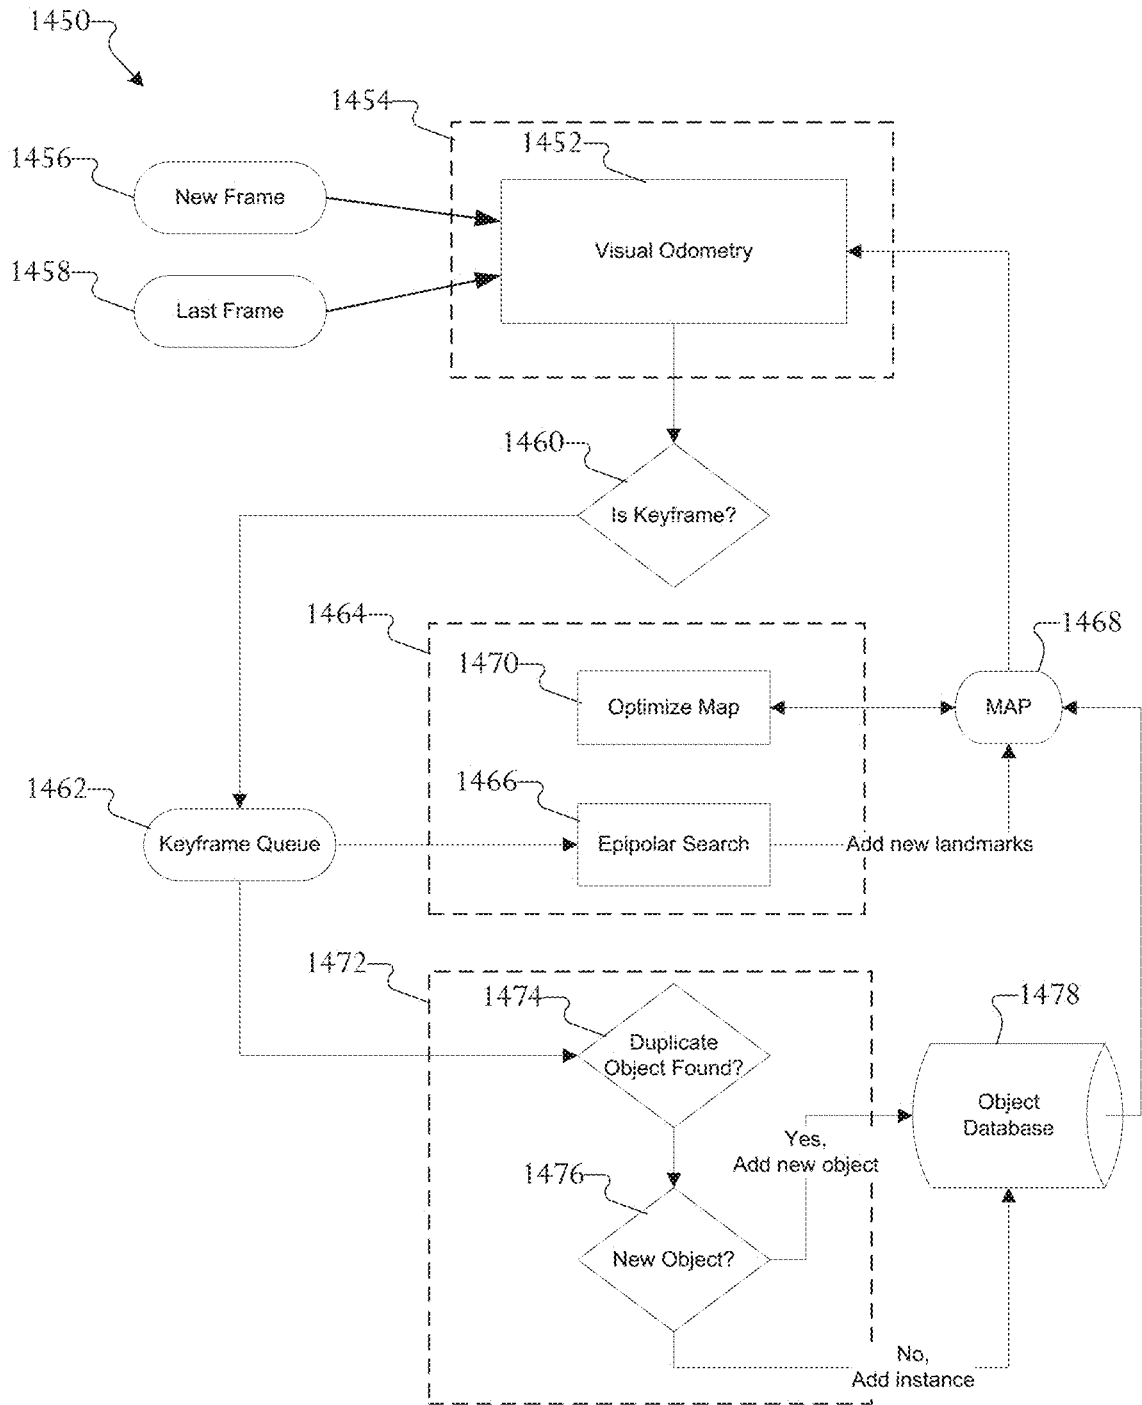 1450
1454
1452
1456
New Frame
Visual Odometry
1458
Last Frame
1460
Is Keyframe?
1464
1468
1470
Optimize Map
MAP
1462
1466
Keyframe Queue
Epipolar Search
Add new landmarks
1472
1474
1478
Duplicate
Object Found?
Object
Database
Yes,
Add new object
1476
New Object?
No,
Add instance